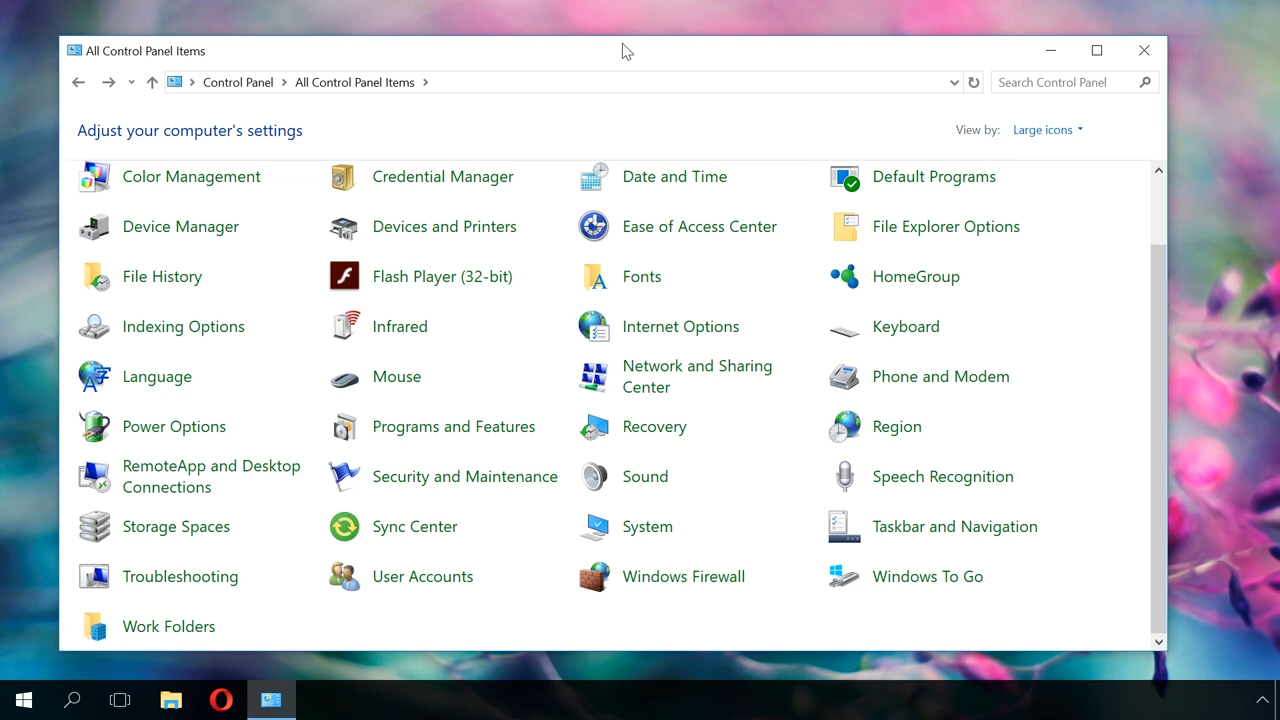 All Control Panel Items
Control Panel All Control Panel Items
Search Control Panel
Adjust your computer's settings
View by: Large icons
Color Management Credential Manager Date and Time Default Programs
Device Manager Devices and Printers Ease of Access Center File Explorer Options
File History Flash Player (32-bit) Fonts HomeGroup
Indexing Options Infrared Internet Options Keyboard
Language Mouse Network and Sharing
Center
Phone and Modem
Power Options Programs and Features Recovery Region
RemoteApp and Desktop
Connections
Security and Maintenance Sound Speech Recognition
Storage Spaces Sync Center System Taskbar and Navigation
Troubleshooting User Accounts Windows Firewall Windows To Go
Work Folders